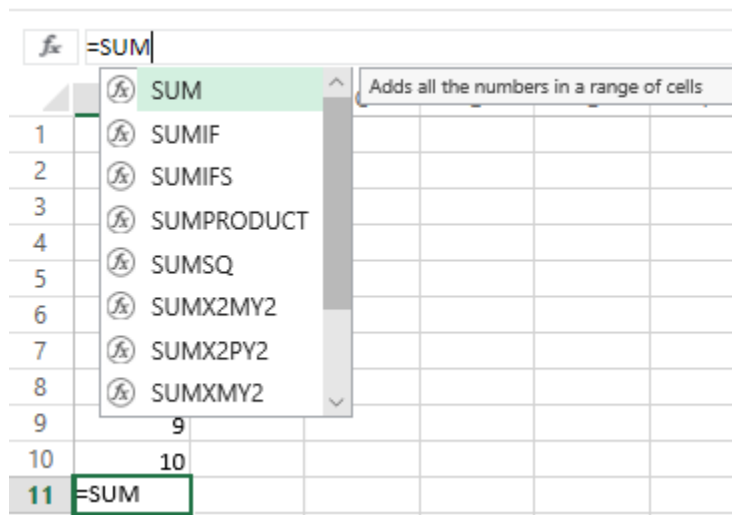 fx =SUM
SUM Adds all the numbers in a range of cells
1 SUMIF
2 SUMIFS
3 SUMPRODUCT
4
5 SUMSQ
6 SUMX2MY2
7 SUMX2PY2
8 SUMXMY2
9 9
10 10
11 =SUM